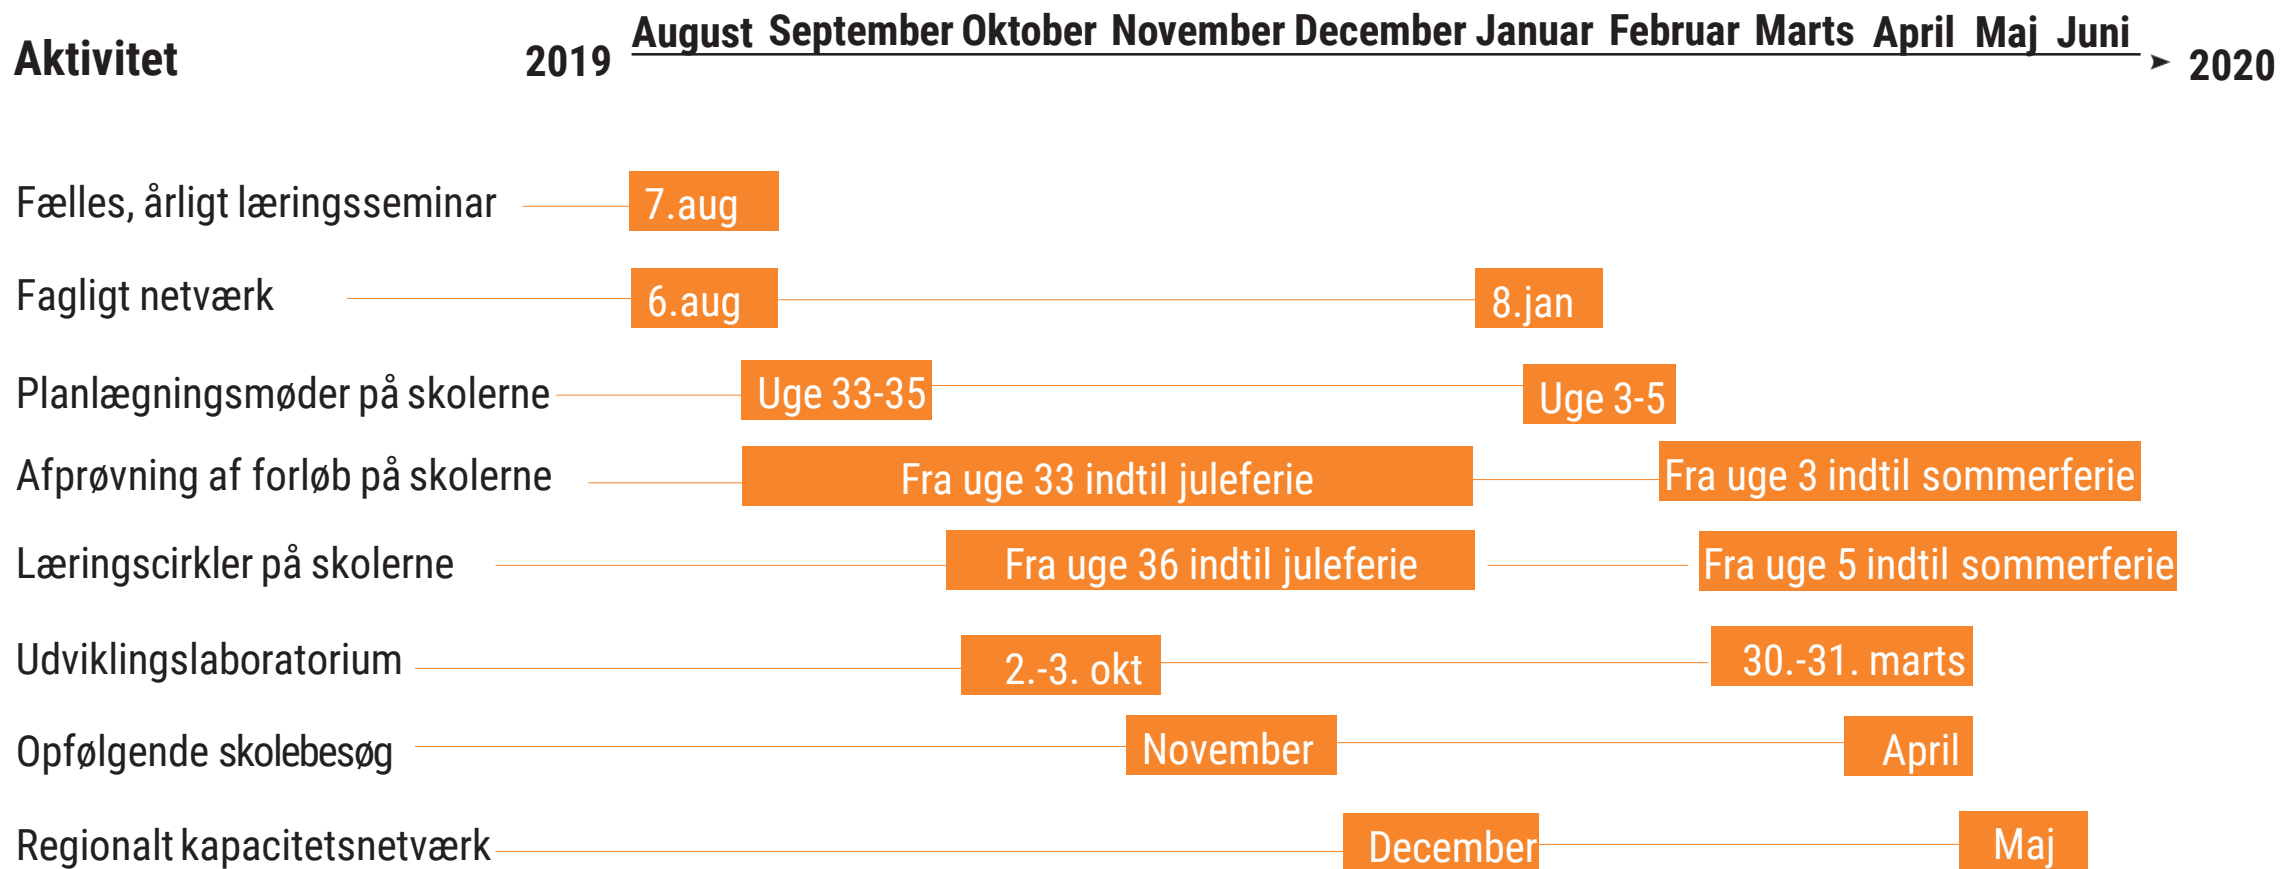 Aktivitet 2019 August September Oktober November December Januar Februar Marts April Maj Juni 2020
Fælles, årligt læringsseminar 7.aug
Fagligt netværk 6.aug 8.jan
Planlægningsmøder på skolerne Uge 33-35 Uge 3-5
Afprøvning af forløb på skolerne Fra uge 33 indtil juleferie Fra uge 3 indtil sommerferie
Læringscirkler på skolerne Fra uge 36 indtil juleferie Fra uge 5 indtil sommerferie
Udviklingslaboratorium 2.-3. okt 30.-31. marts
Opfølgende skolebesøg November April
Regionalt kapacitetsnetværk December Maj